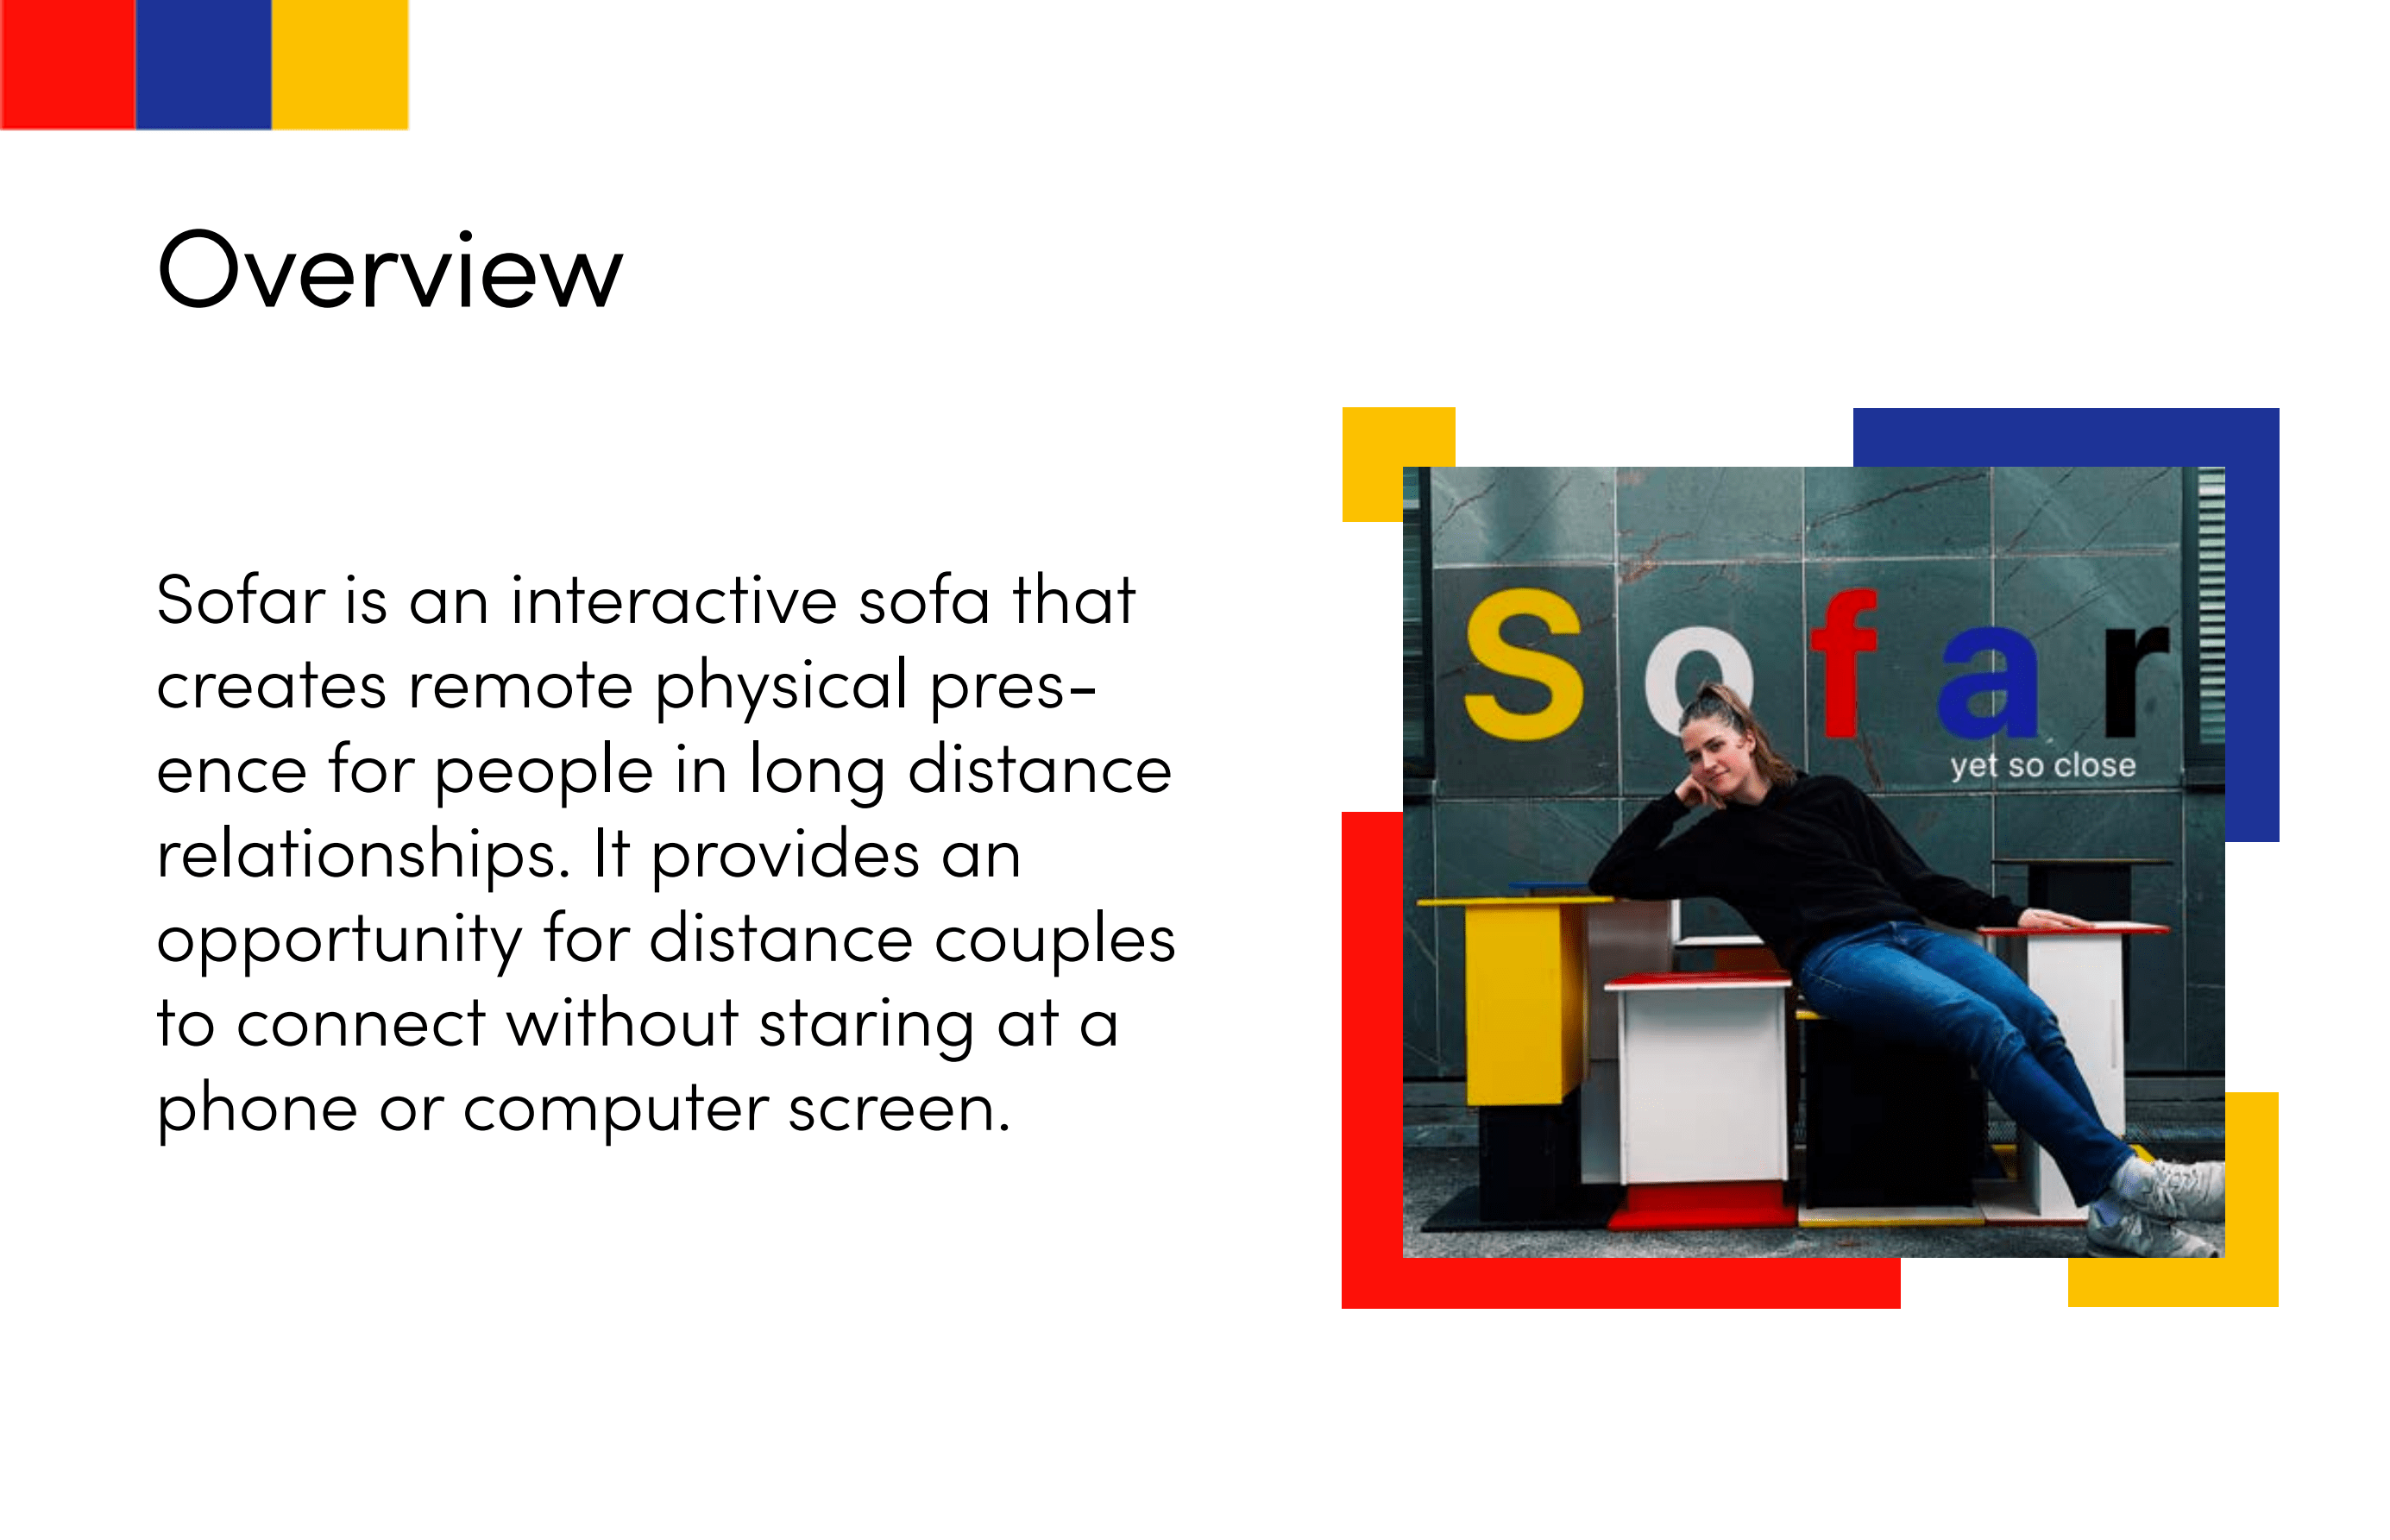 Overview
Sofar is an interactive sofa that
creates remote physical pres-
ence for people in long distance
relationships. It provides an
opportunity for distance couples
to connect without staring at a
phone or computer screen.
Sofar
yet so close